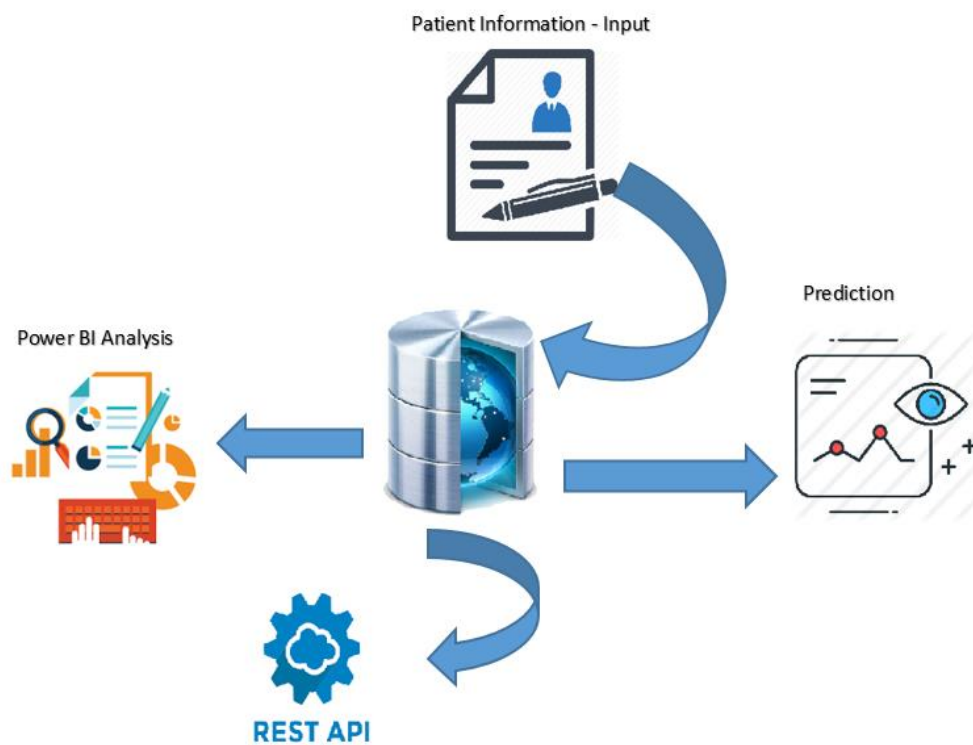 Patient Information - Input
Prediction
Power BI Analysis
REST API